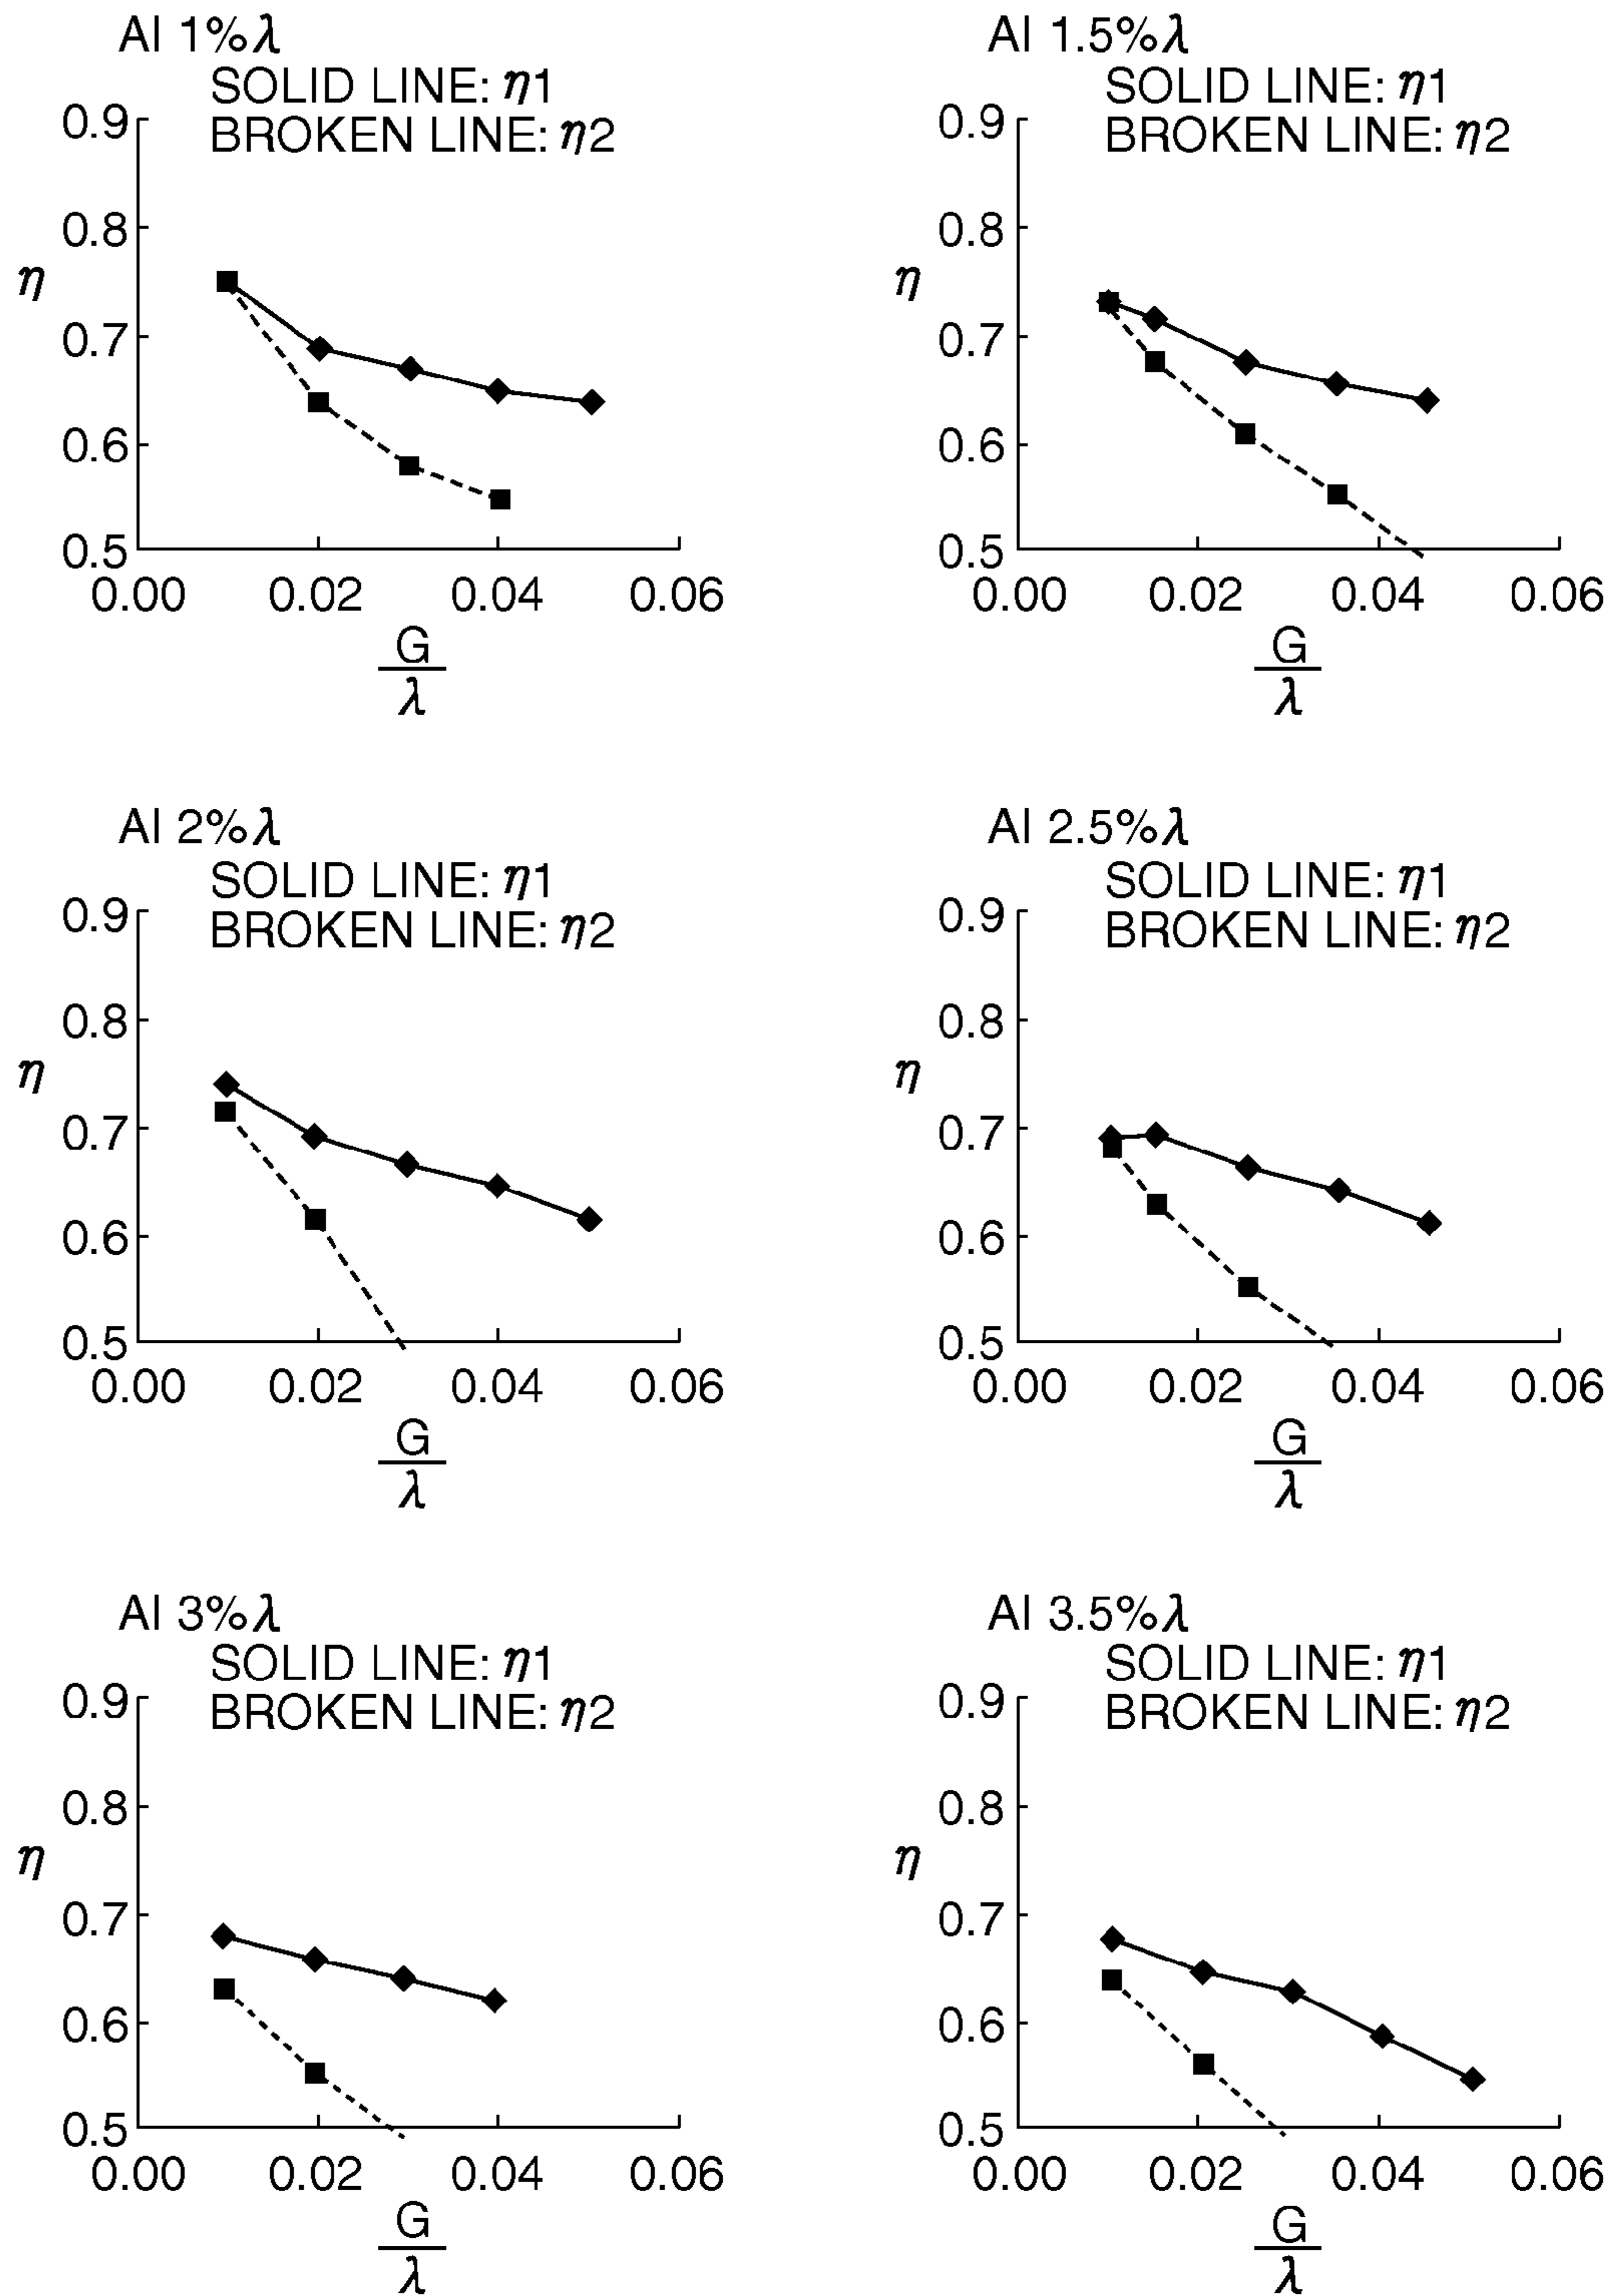 Al 1%λ
SOLID LINE: η1
BROKEN LINE: η2
0.9
0.8
η
0.7
0.6
0.5
0.00 0.02 0.04 0.06
G
λ
Al 1.5%λ
SOLID LINE: η1
BROKEN LINE: η2
0.9
0.8
η
0.7
0.6
0.5
0.00 0.02 0.04 0.06
G
λ
Al 2%λ
SOLID LINE: η1
BROKEN LINE: η2
0.9
0.8
η
0.7
0.6
0.5
0.00 0.02 0.04 0.06
G
λ
Al 2.5%λ
SOLID LINE: η1
BROKEN LINE: η2
0.9
0.8
η
0.7
0.6
0.5
0.00 0.02 0.04 0.06
G
λ
Al 3%λ
SOLID LINE: η1
BROKEN LINE: η2
0.9
0.8
η
0.7
0.6
0.5
0.00 0.02 0.04 0.06
G
λ
Al 3.5%λ
SOLID LINE: η1
BROKEN LINE: η2
0.9
0.8
η
0.7
0.6
0.5
0.00 0.02 0.04 0.06
G
λ